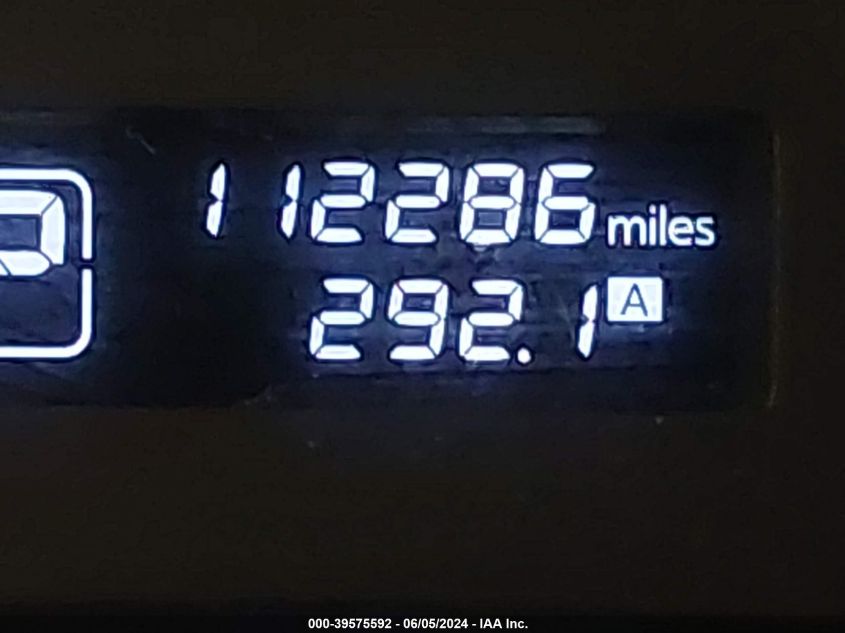 P
112286 miles
292.1 A
000-39575592 - 06/05/2024 - IAA Inc.